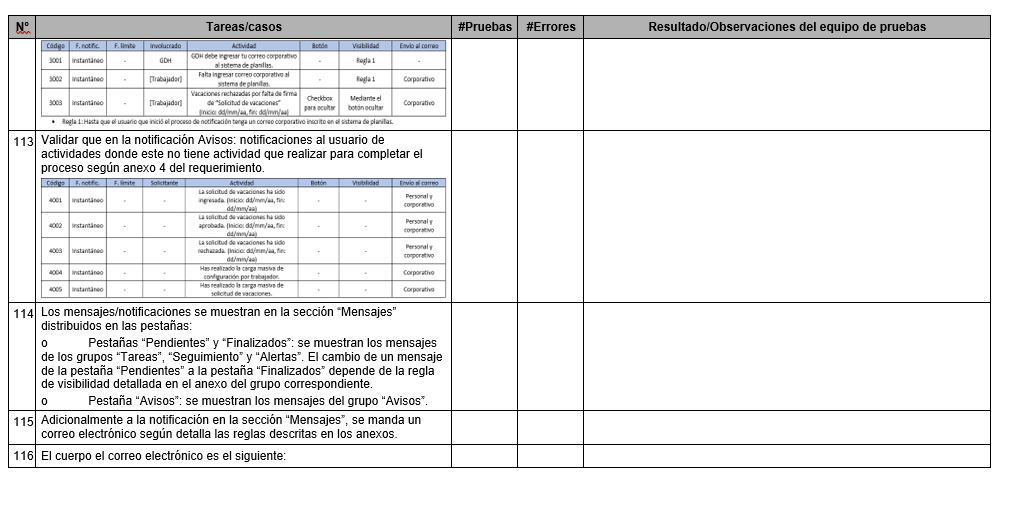 Nº Tareas/casos #Pruebas #Errores Resultado/Observaciones del equipo de pruebas
Código F. notific. F. límite Involucrado Actividad Botón Visibilidad Envío al correo
3001 Instantáneo - GDH GDH debe ingresar tu correo corporativo al sistema de planillas. - Regla 1 -
3002 Instantáneo - [Trabajador] Falta ingresar correo corporativo al sistema de planillas. - Regla 1 Corporativo
3003 Instantáneo - [Trabajador] Vacaciones rechazadas por falta de firma de "Solicitud de vacaciones" (Inicio: dd/mm/aa, fin: dd/mm/aa) Checkbox para ocultar Mediante el botón ocultar Corporativo
• Regla 1: Hasta que el usuario que inició el proceso de notificación tenga un correo corporativo inscrito en el sistema de planillas.
113 Validar que en la notificación Avisos: notificaciones al usuario de
actividades donde este no tiene actividad que realizar para completar el
proceso según anexo 4 del requerimiento.
Código F. notific. F. límite Solicitante Actividad Botón Visibilidad Envío al correo
4001 Instantáneo - - La solicitud de vacaciones ha sido ingresada. (Inicio: dd/mm/aa, fin: dd/mm/aa) - - Personal y corporativo
4002 Instantáneo - - La solicitud de vacaciones ha sido aprobada. (Inicio: dd/mm/aa, fin: dd/mm/aa) - - Personal y corporativo
4003 Instantáneo - - La solicitud de vacaciones ha sido rechazada. (Inicio: dd/mm/aa, fin: dd/mm/aa) - - Personal y corporativo
4004 Instantáneo - - Has realizado la carga masiva de configuración por trabajador. - - Corporativo
4005 Instantáneo - - Has realizado la carga masiva de solicitud de vacaciones. - - Corporativo
114 Los mensajes/notificaciones se muestran en la sección "Mensajes"
distribuidos en las pestañas:
o Pestañas "Pendientes" y "Finalizados": se muestran los mensajes
de los grupos "Tareas", "Seguimiento" y "Alertas". El cambio de un mensaje
de la pestaña "Pendientes" a la pestaña "Finalizados" depende de la regla
de visibilidad detallada en el anexo del grupo correspondiente.
o Pestaña "Avisos": se muestran los mensajes del grupo "Avisos".
115 Adicionalmente a la notificación en la sección "Mensajes", se manda un
correo electrónico según detalla las reglas descritas en los anexos.
116 El cuerpo el correo electrónico es el siguiente: